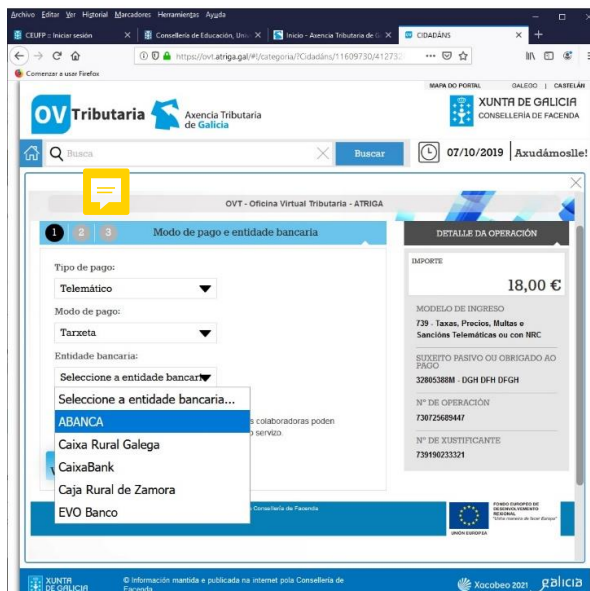 Archivo Editar Ver Historial Marcadores Herramientas Ayuda
CEUFP :: Iniciar sesión
Consellería de Educación, Univ
Inicio - Axencia Tributaria de G
CIDADÁNS
https://ovt.atriga.gal/#!/categoria/?Cidadáns/11609730/41273
Comenzar a usar Firefox
MAPA DO PORTAL
GALEGO | CASTELÁN
OV Tributaria
Axencia Tributaria
de Galicia
XUNTA DE GALICIA
CONSELLERÍA DE FACENDA
Busca
Buscar
07/10/2019
Axudámoslle!
OVT - Oficina Virtual Tributaria - ATRIGA
1 2 3
Modo de pago e entidade bancaria
Tipo de pago:
Telemático
Modo de pago:
Tarxeta
Entidade bancaria:
Seleccione a entidade bancari
Seleccione a entidade bancaria...
ABANCA
Caixa Rural Galega
CaixaBank
Caja Rural de Zamora
EVO Banco
s colaboradoras poden
o servizo.
DETALLE DA OPERACIÓN
IMPORTE
18,00 €
MODELO DE INGRESO
739 - Taxas, Precios, Multas e
Sancións Telemáticas ou con NRC
SUXEITO PASIVO OU OBRIGADO AO
PAGO
32805388M - DGH DFH DFGH
Nº DE OPERACIÓN
730725689447
Nº DE XUSTIFICANTE
739190233321
Consellería de Facenda
UNIÓN EUROPEA
FONDO EUROPEO DE
DESENVOLVEMENTO
REGIONAL
"Unha maneira de facer Europa"
XUNTA
DE GALICIA
© Información mantida e publicada na internet pola Consellería de
Facenda
Xacobeo 2021
galicia